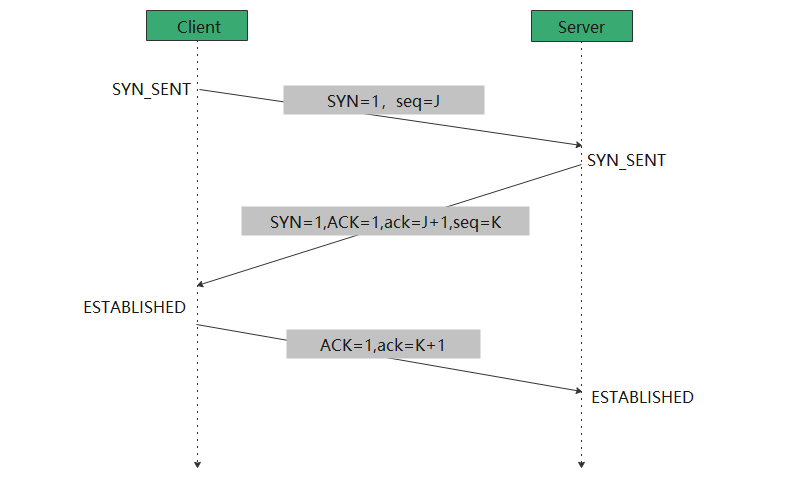 Client
Server
SYN_SENT
SYN=1, seq=J
SYN_SENT
SYN=1,ACK=1,ack=J+1,seq=K
ESTABLISHED
ACK=1,ack=K+1
ESTABLISHED